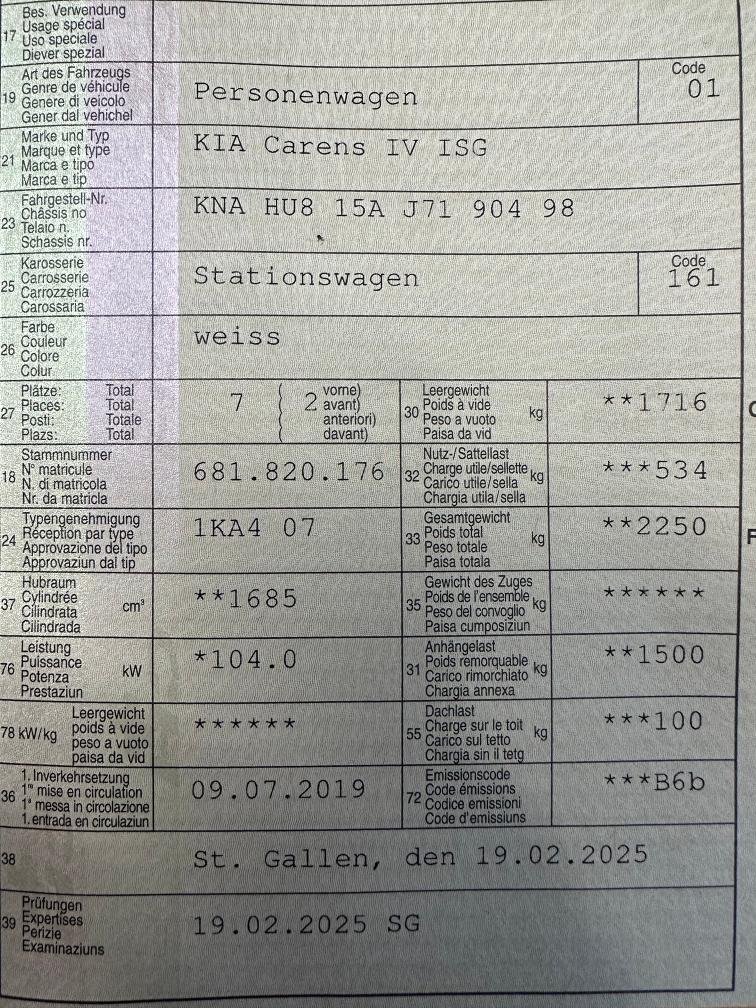 17 Bes. Verwendung
Usage spécial
Uso speciale
Diever spezial
19 Art des Fahrzeugs
Genre de véhicule
Genere di veicolo
Gener dal vehichel
Personenwagen
Code
01
21 Marke und Typ
Marque et type
Marca e tipo
Marca e tip
KIA Carens IV ISG
23 Fahrgestell-Nr.
Châssis no
Telaio n.
Schassis nr.
KNA HU8 15A J71 904 98
25 Karosserie
Carrosserie
Carrozzeria
Carossaria
Stationswagen
Code
161
26 Farbe
Couleur
Colore
Colur
weiss
27 Plätze: Total
Places: Total
Posti: Totale
Plazs: Total
7 ( 2 vorne)
( avant)
( anteriori)
( davant)
30 Leergewicht
Poids à vide
Peso a vuoto
Paisa da vid
kg
**1716
18 Stammnummer
N° matricule
N. di matricola
Nr. da matricla
681.820.176
32 Nutz-/Sattellast
Charge utile/sellette
Carico utile/sella
Chargia utila/sella
kg
***534
24 Typengenehmigung
Réception par type
Approvazione del tipo
Approvaziun dal tip
1KA4 07
33 Gesamtgewicht
Poids total
Peso totale
Paisa totala
kg
**2250
37 Hubraum
Cylindrée
Cilindrata
Cilindrada
cm³
**1685
35 Gewicht des Zuges
Poids de l'ensemble
Peso del convoglio
Paisa cumposiziun
kg
******
76 Leistung
Puissance
Potenza
Prestaziun
kW
*104.0
31 Anhängelast
Poids remorquable
Carico rimorchiato
Chargia annexa
kg
**1500
78 kW/kg Leergewicht
poids à vide
peso a vuoto
paisa da vid
******
55 Dachlast
Charge sur le toit
Carico sul tetto
Chargia sin il tetg
kg
***100
36 1. Inverkehrsetzung
1re mise en circulation
1a messa in circolazione
1. entrada en circulaziun
09.07.2019
72 Emissionscode
Code émissions
Codice emissioni
Code d'emissiuns
***B6b
38 St. Gallen, den 19.02.2025
39 Prüfungen
Expertises
Perizie
Examinaziuns
19.02.2025 SG